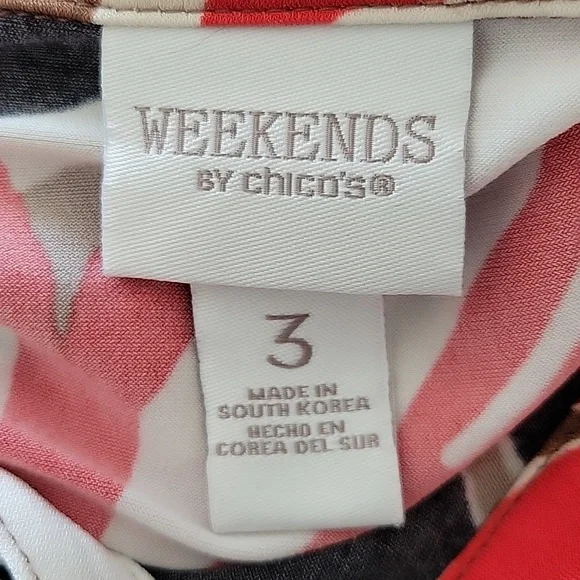 WEEKENDS
BY chico's®
3
MADE IN
SOUTH KOREA
HECHO EN
COREA DEL SUR